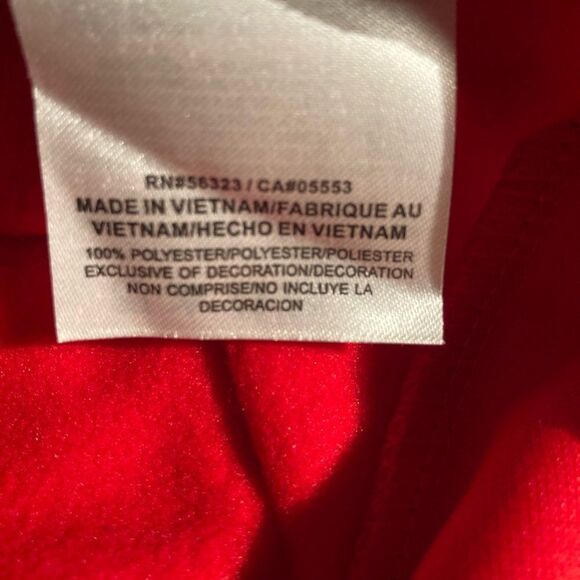 RN#56323 / CA#05553
MADE IN VIETNAM/FABRIQUE AU
VIETNAM/HECHO EN VIETNAM
100% POLYESTER/POLYESTER/POLIESTER
EXCLUSIVE OF DECORATION/DECORATION
NON COMPRISE/NO INCLUYE LA
DECORACION